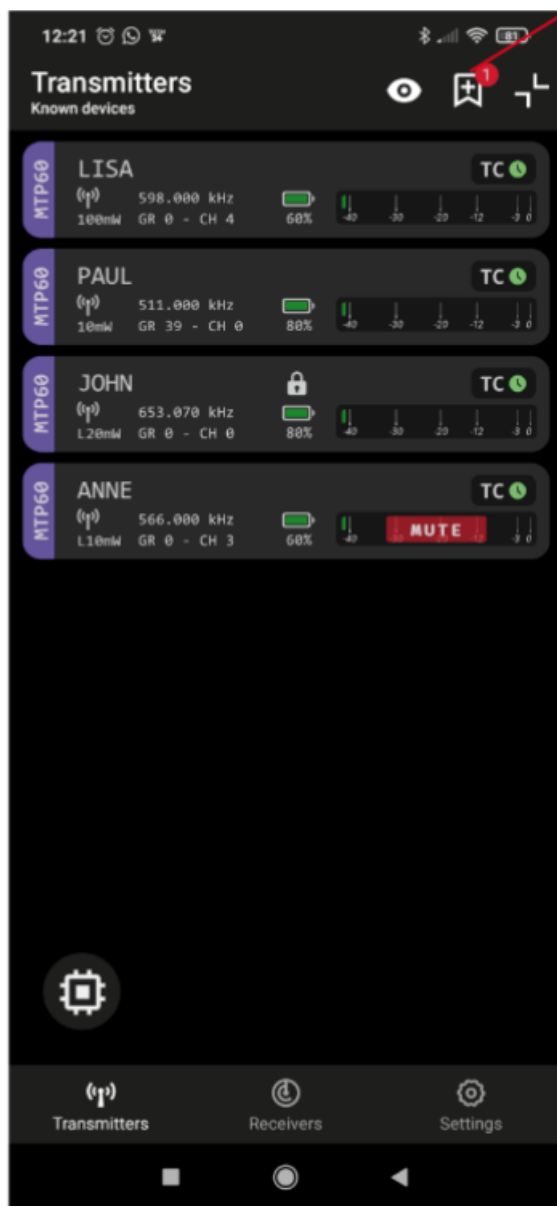 12:21
81
Transmitters
1
Known devices
MTP60
LISA
TC
598.000 kHz
100mW GR 0 - CH 4
60%
-40 -30 -20 -12 -3 0
MTP60
PAUL
TC
511.000 kHz
10mW GR 39 - CH 0
80%
-40 -30 -20 -12 -3 0
MTP60
JOHN
TC
653.070 kHz
L20mW GR 0 - CH 0
80%
-40 -30 -20 -12 -3 0
MTP60
ANNE
TC
566.000 kHz
L10mW GR 0 - CH 3
60%
MUTE
-40 -12 -3 0
Transmitters
Receivers
Settings